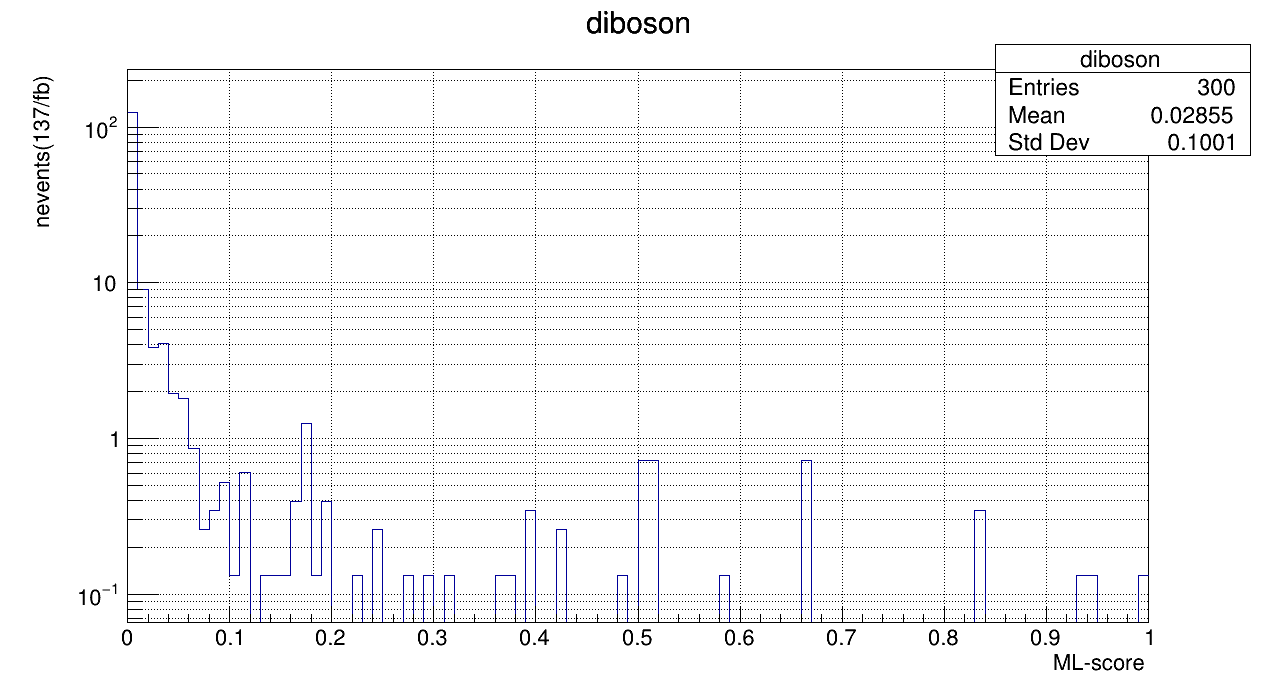 diboson
diboson
Entries 300
Mean 0.02855
Std Dev 0.1001
nevents(137/fb)
10²
10
1
10⁻¹
0 0.1 0.2 0.3 0.4 0.5 0.6 0.7 0.8 0.9 1
ML-score